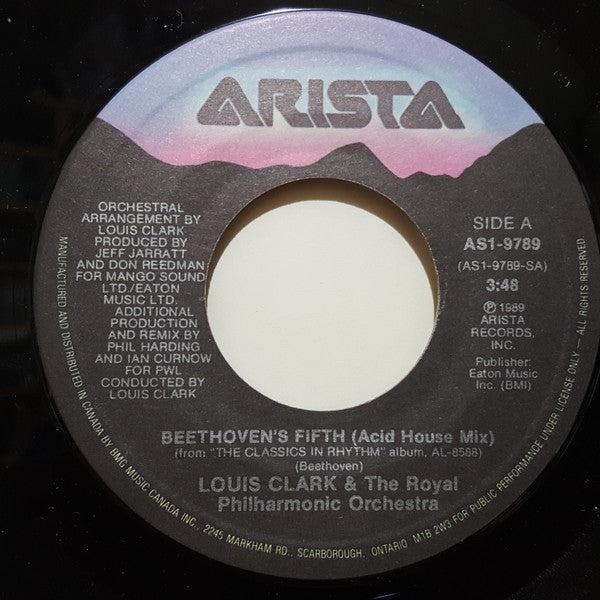 ARISTA
ORCHESTRAL
ARRANGEMENT BY
LOUIS CLARK
PRODUCED BY
JEFF JARRATT
AND DON REEDMAN
FOR MANGO SOUND
LTD./EATON
MUSIC LTD.
ADDITIONAL
PRODUCTION
AND REMIX BY
PHIL HARDING
AND IAN CURNOW
FOR PWL
CONDUCTED BY
LOUIS CLARK
SIDE A
AS1-9789
(AS1-9789-SA)
3:48
Ⓟ 1989
ARISTA
RECORDS,
INC.
Publisher:
Eaton Music
Inc. (BMI)
BEETHOVEN'S FIFTH (Acid House Mix)
(from "THE CLASSICS IN RHYTHM" album, AL-8588)
(Beethoven)
LOUIS CLARK & The Royal
Philharmonic Orchestra
MANUFACTURED AND DISTRIBUTED IN CANADA BY BMG MUSIC CANADA INC., 2245 MARKHAM RD., SCARBOROUGH, ONTARIO M1B 2W3 FOR PUBLIC PERFORMANCE UNDER LICENSE ONLY — ALL RIGHTS RESERVED.